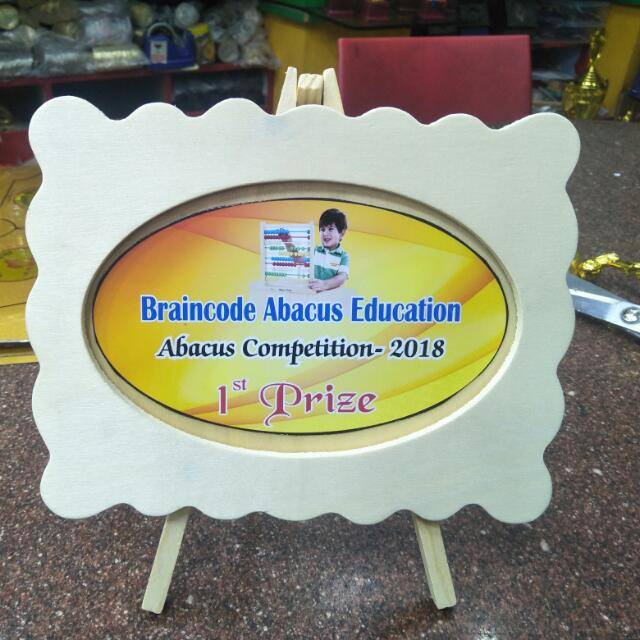 Braincode Abacus Education
Abacus Competition- 2018
1st Prize